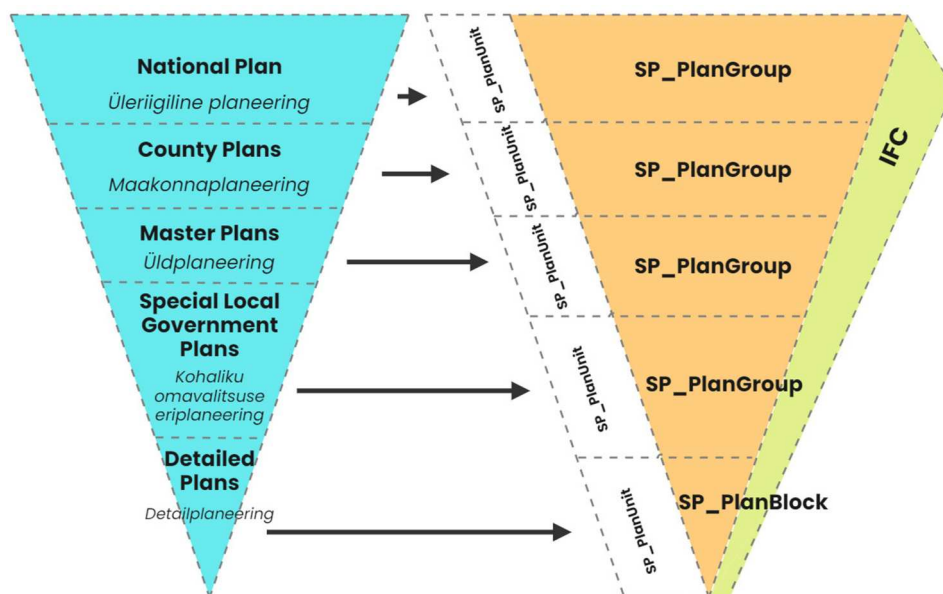 National Plan
Üleriigiline planeering
County Plans
Maakonnaplaneering
Master Plans
Üldplaneering
Special Local
Government
Plans
Kohaliku
omavalitsuse
eriplaneering
Detailed
Plans
Detailplaneering
SP_PlanUnit
SP_PlanUnit
SP_PlanUnit
SP_PlanUnit
SP_PlanUnit
SP_PlanGroup
SP_PlanGroup
SP_PlanGroup
SP_PlanGroup
SP_PlanBlock
IFC